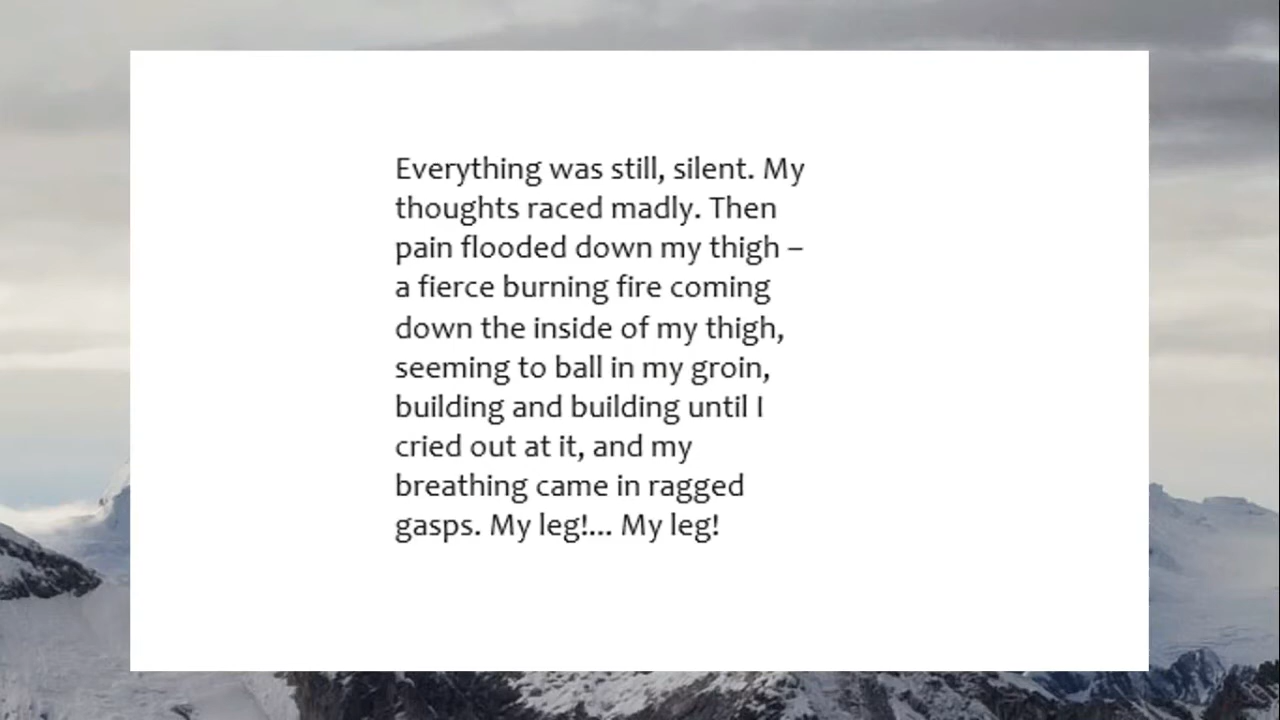 Everything was still, silent. My
thoughts raced madly. Then
pain flooded down my thigh –
a fierce burning fire coming
down the inside of my thigh,
seeming to ball in my groin,
building and building until I
cried out at it, and my
breathing came in ragged
gasps. My leg!... My leg!